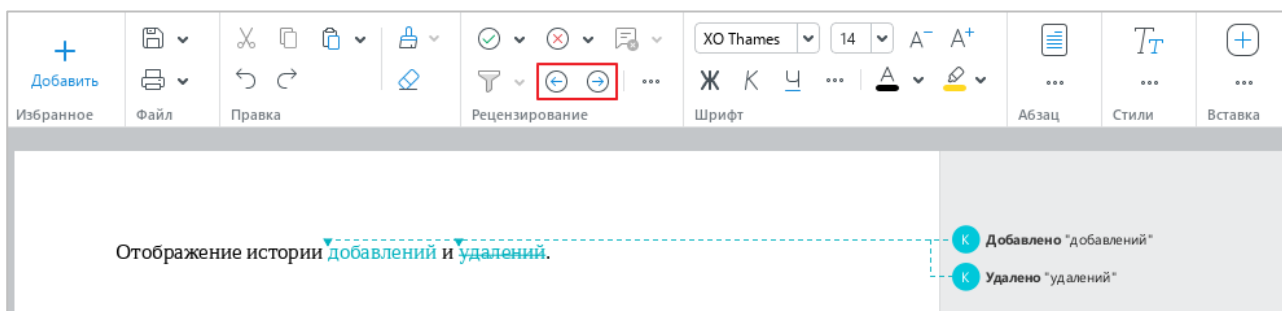 XO Thames 14 A⁻ A⁺ Тт
Добавить Ж К Ч А
Избранное Файл Правка Рецензирование Шрифт Абзац Стили Вставка
Отображение истории добавлений и удалений.
К Добавлено "добавлений"
К Удалено "удалений"